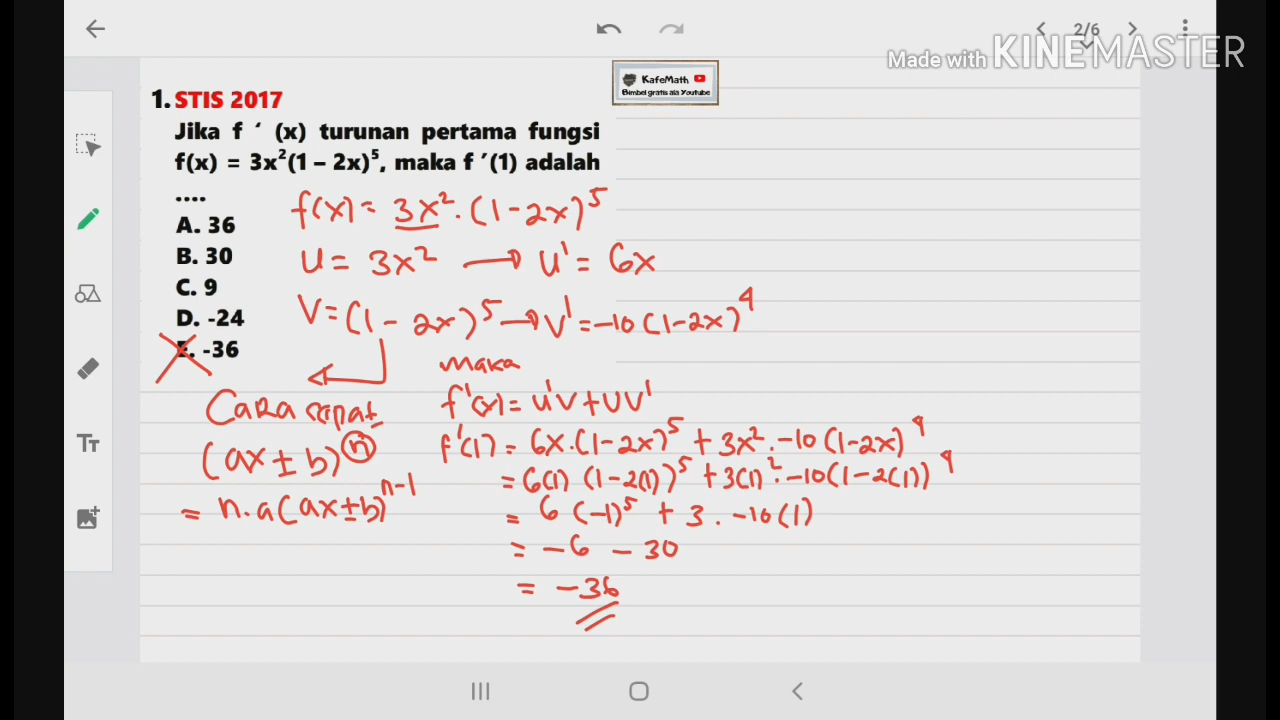 2/6
Made with KINEMASTER
KafeMath
Bimbel gratis ala Youtube
1. STIS 2017
Jika f ‘ (x) turunan pertama fungsi
f(x) = 3x²(1 – 2x)⁵, maka f ’(1) adalah
....
A. 36
B. 30
C. 9
D. -24
E. -36
f(x) = 3x² . (1-2x)⁵
u = 3x² → u' = 6x
V = (1 - 2x)⁵ → V' = -10(1-2x)⁴
maka
f'(x) = u'v + uv'
f'(1) = 6x.(1-2x)⁵ + 3x² . -10(1-2x)⁴
= 6(1) (1-2(1))⁵ + 3(1)² . -10(1-2(1))⁴
= 6 (-1)⁵ + 3 . -10(1)
= -6 - 30
= -36
Cara cepat
(ax ± b)ⁿ
= n.a(ax±b)ⁿ⁻¹
Tт